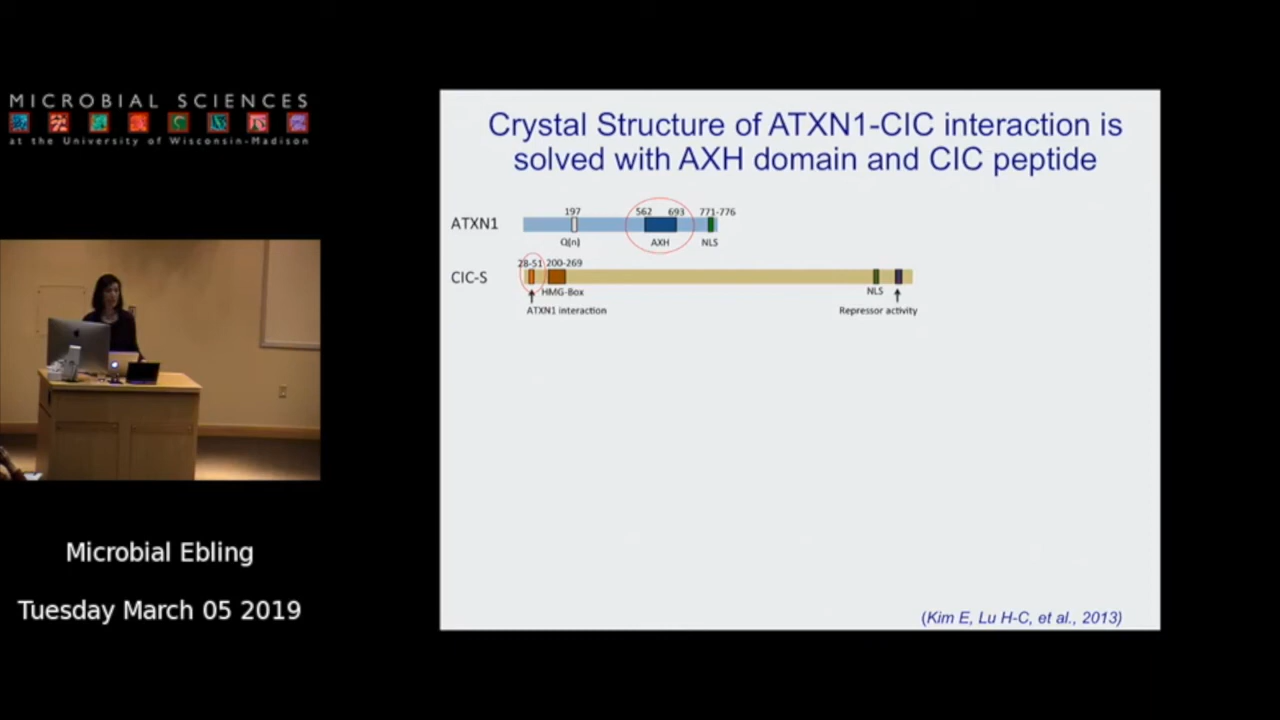 MICROBIAL SCIENCES
at the University of Wisconsin-Madison
Microbial Ebling
Tuesday March 05 2019
Crystal Structure of ATXN1-CIC interaction is
solved with AXH domain and CIC peptide
197 562 693 771-776
ATXN1
Q(n) AXH NLS
28-51 200-269
CIC-S
HMG-Box NLS
ATXN1 interaction Repressor activity
(Kim E, Lu H-C, et al., 2013)